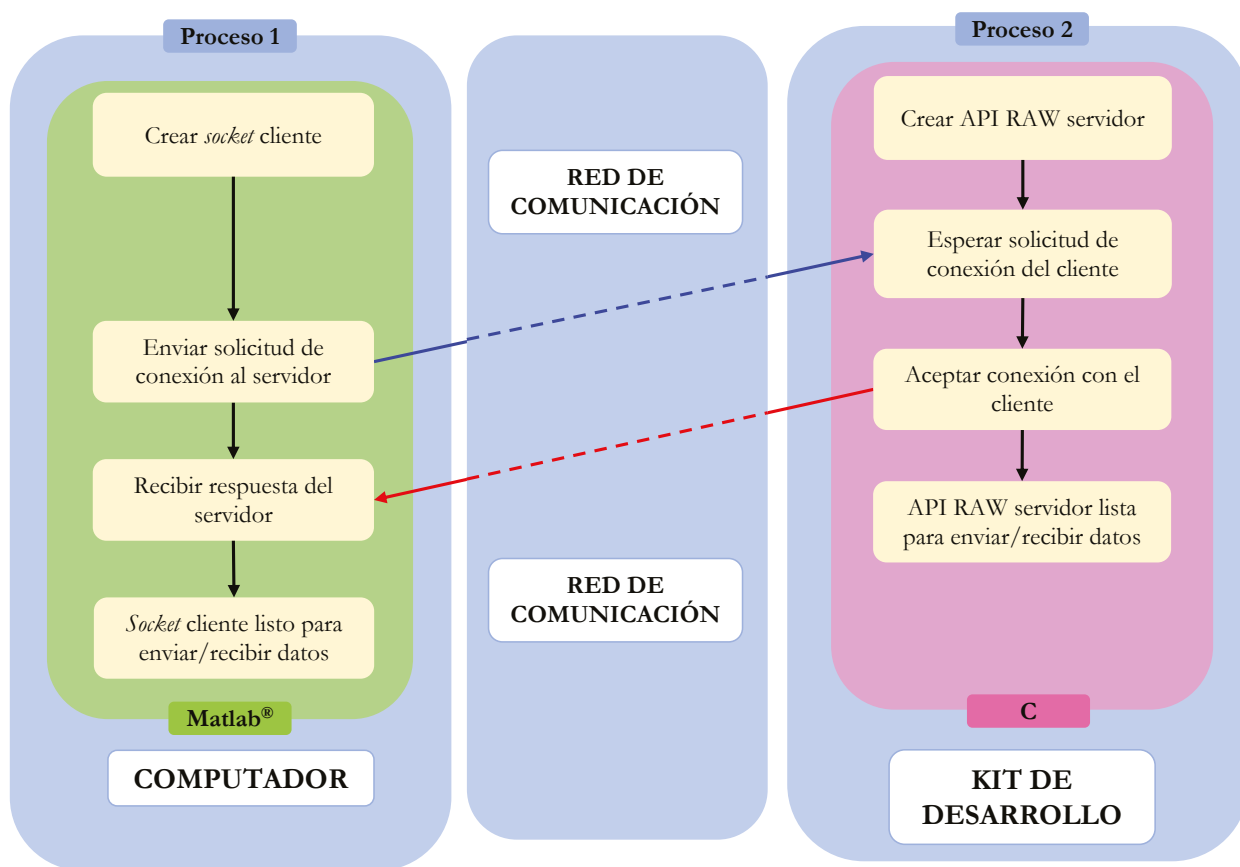 Proceso 1
Crear socket cliente
Enviar solicitud de
conexión al servidor
Recibir respuesta del
servidor
Socket cliente listo para
enviar/recibir datos
Matlab®
COMPUTADOR
RED DE
COMUNICACIÓN
RED DE
COMUNICACIÓN
Proceso 2
Crear API RAW servidor
Esperar solicitud de
conexión del cliente
Aceptar conexión con el
cliente
API RAW servidor lista
para enviar/recibir datos
C
KIT DE
DESARROLLO